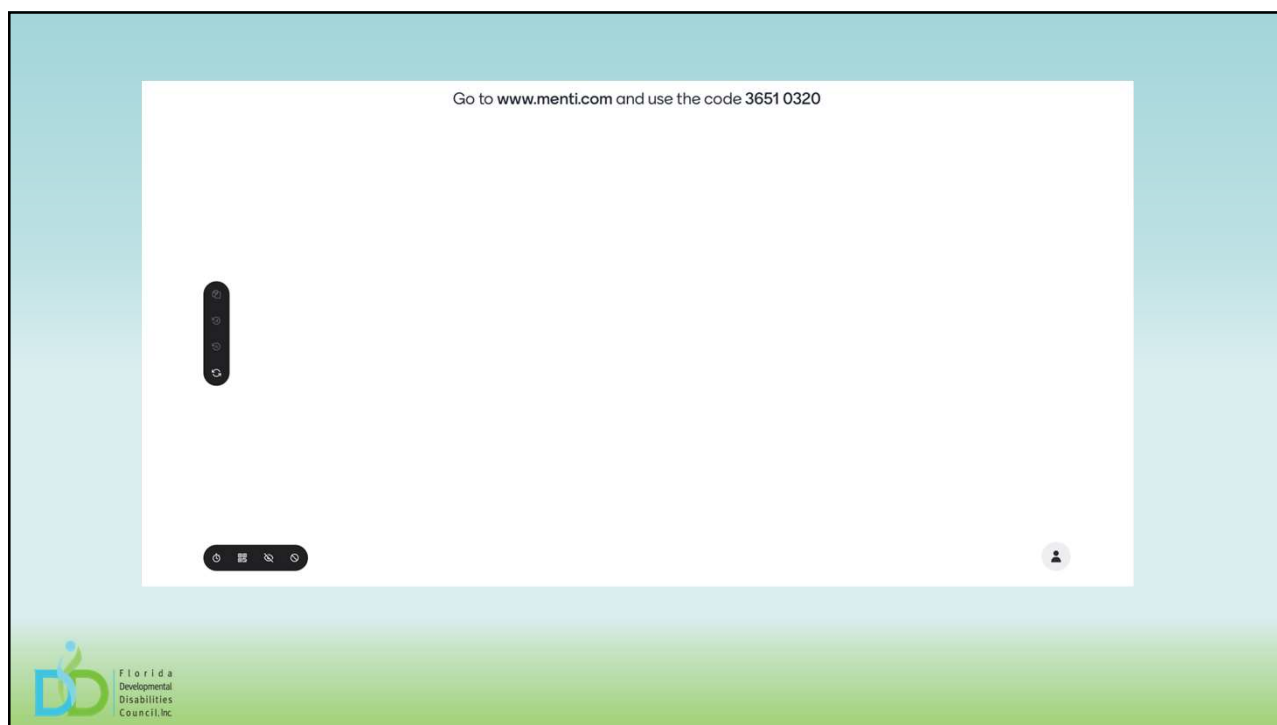 Go to www.menti.com and use the code 3651 0320
Florida
Developmental
Disabilities
Council, Inc.